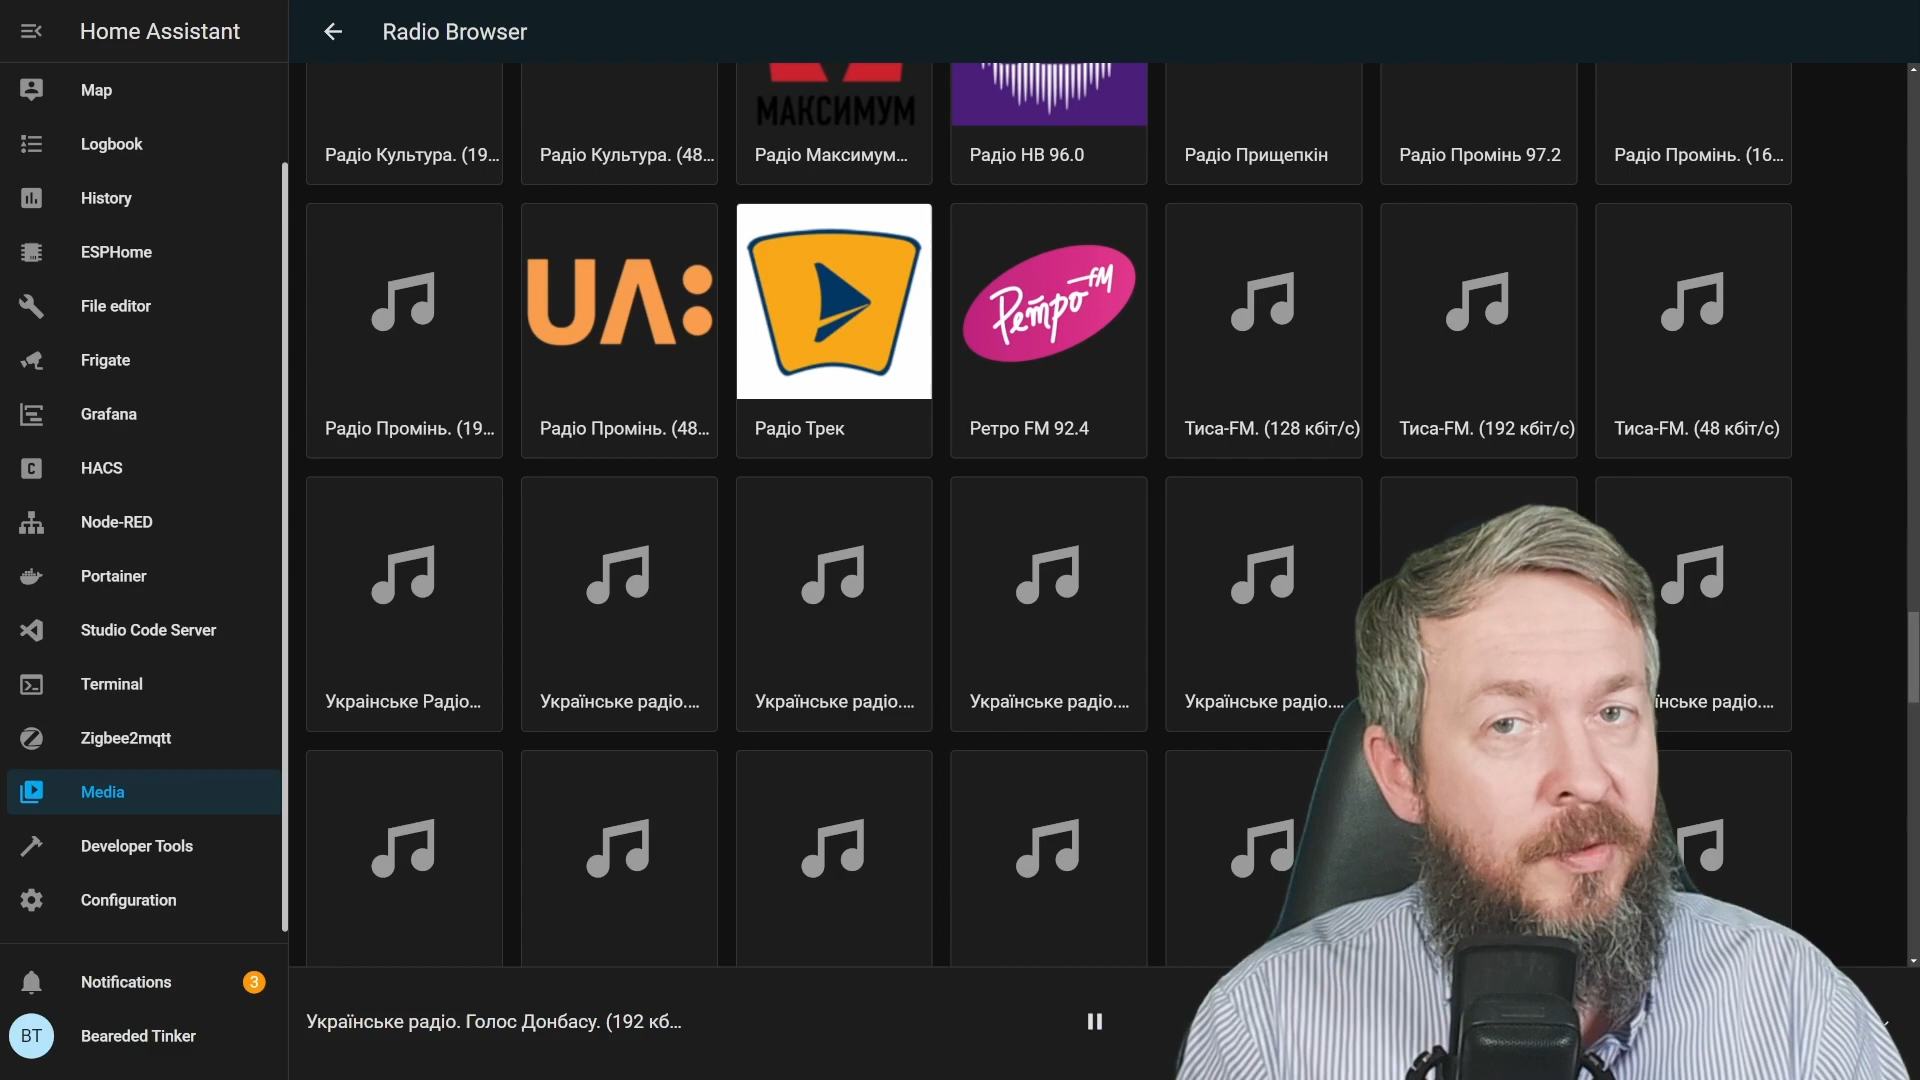 Home Assistant
Radio Browser
Map
Logbook
History
ESPHome
File editor
Frigate
Grafana
HACS
C
Node-RED
Portainer
Studio Code Server
Terminal
Zigbee2mqtt
Media
Developer Tools
Configuration
Notifications
3
BT
Beareded Tinker
МАКСИМУМ
Радіо Культура. (19...
Радіо Культура. (48...
Радіо Максимум...
Радіо НВ 96.0
Радіо Прищепкін
Радіо Промінь 97.2
Радіо Промінь. (16...
UA:
Ретро FM
Радіо Промінь. (19...
Радіо Промінь. (48...
Радіо Трек
Ретро FM 92.4
Тиса-FM. (128 кбіт/с)
Тиса-FM. (192 кбіт/с)
Тиса-FM. (48 кбіт/с)
Украінське Радіо...
Українське радіо....
Українське радіо....
Українське радіо....
Українське радіо....
їнське радіо....
Українське радіо. Голос Донбасу. (192 кб...